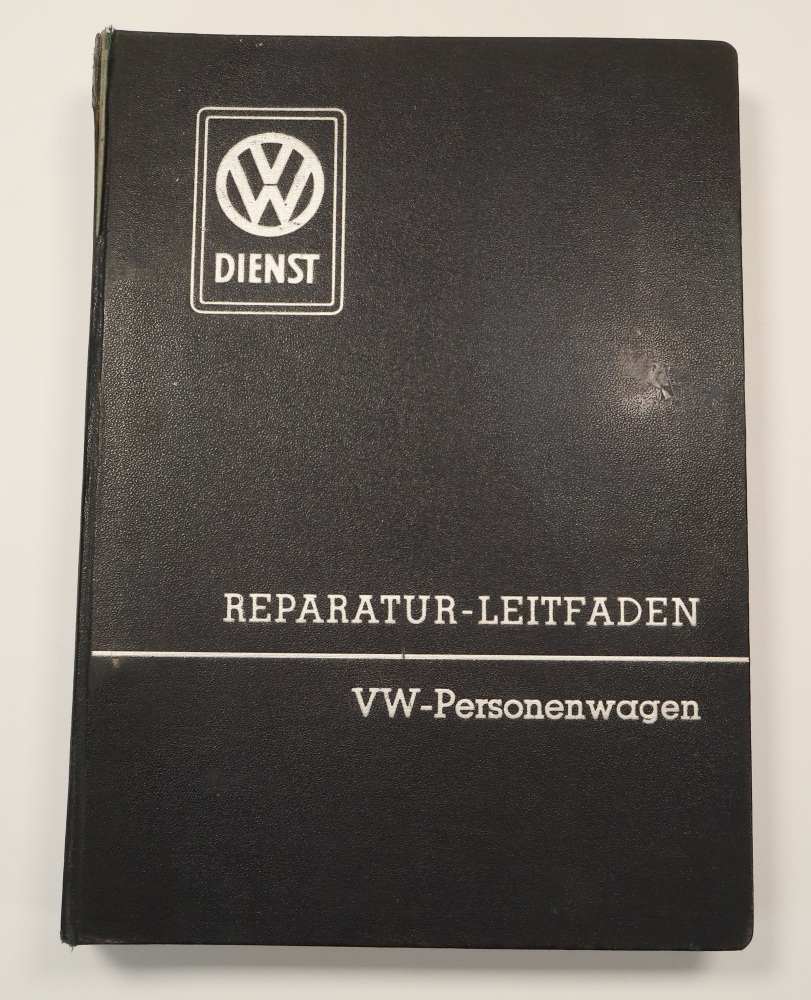 VW
DIENST
REPARATUR-LEITFADEN
VW-Personenwagen